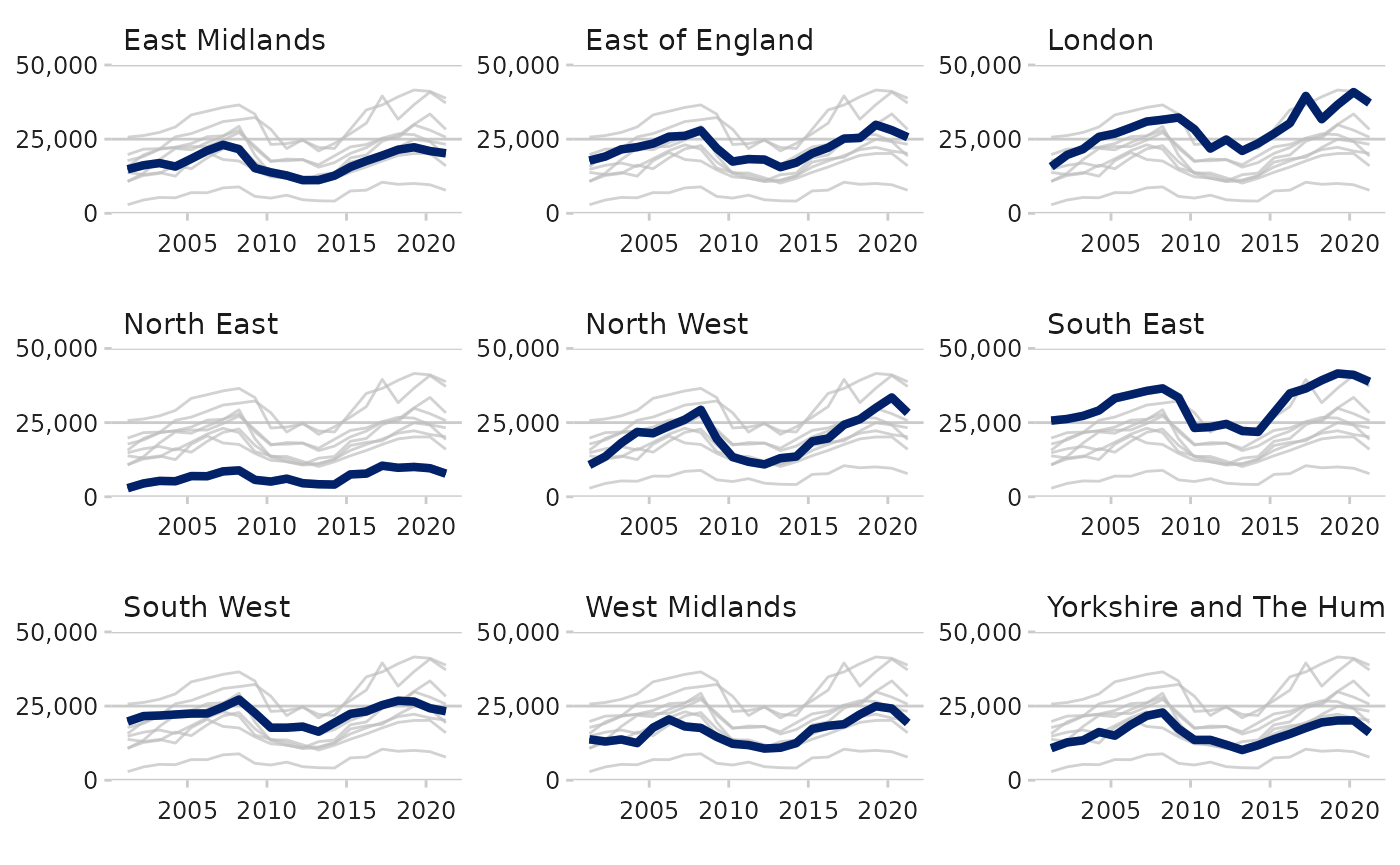 East Midlands
East of England
London
50,000
50,000
50,000
25,000
25,000
25,000
0
0
0
2005 2010 2015 2020
2005 2010 2015 2020
2005 2010 2015 2020
North East
North West
South East
50,000
50,000
50,000
25,000
25,000
25,000
0
0
0
2005 2010 2015 2020
2005 2010 2015 2020
2005 2010 2015 2020
South West
West Midlands
Yorkshire and The Hum
50,000
50,000
50,000
25,000
25,000
25,000
0
0
0
2005 2010 2015 2020
2005 2010 2015 2020
2005 2010 2015 2020